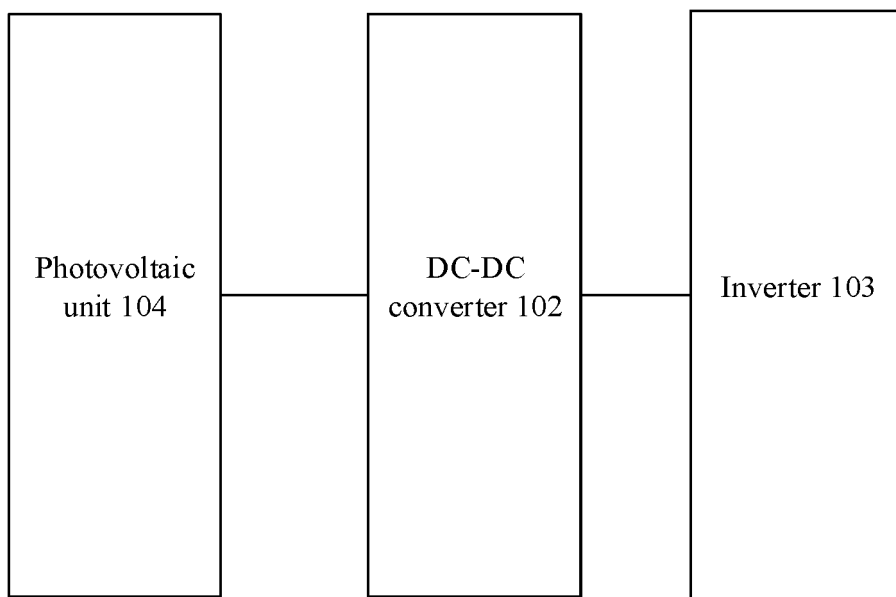 Photovoltaic
unit 104
DC-DC
converter 102
Inverter 103